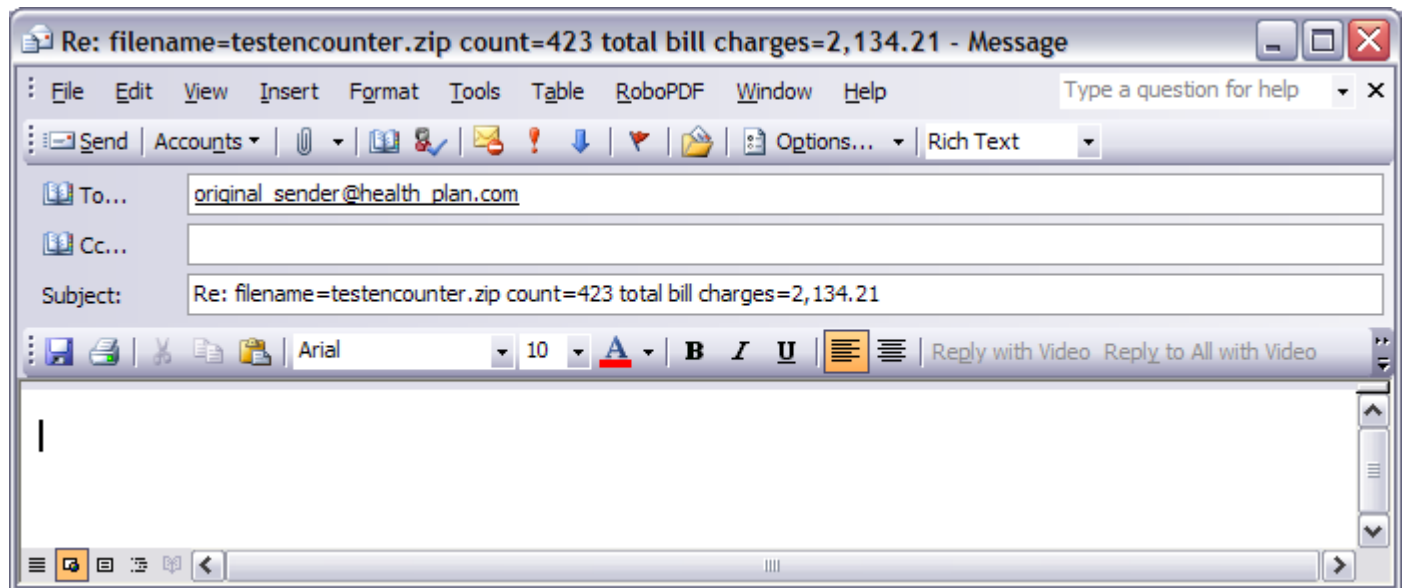 Re: filename=testencounter.zip count=423 total bill charges=2,134.21 - Message
File Edit View Insert Format Tools Table RoboPDF Window Help Type a question for help
Send Accounts Options... Rich Text
To... original_sender@health_plan.com
Cc...
Subject: Re: filename=testencounter.zip count=423 total bill charges=2,134.21
Arial 10 A B I U Reply with Video Reply to All with Video